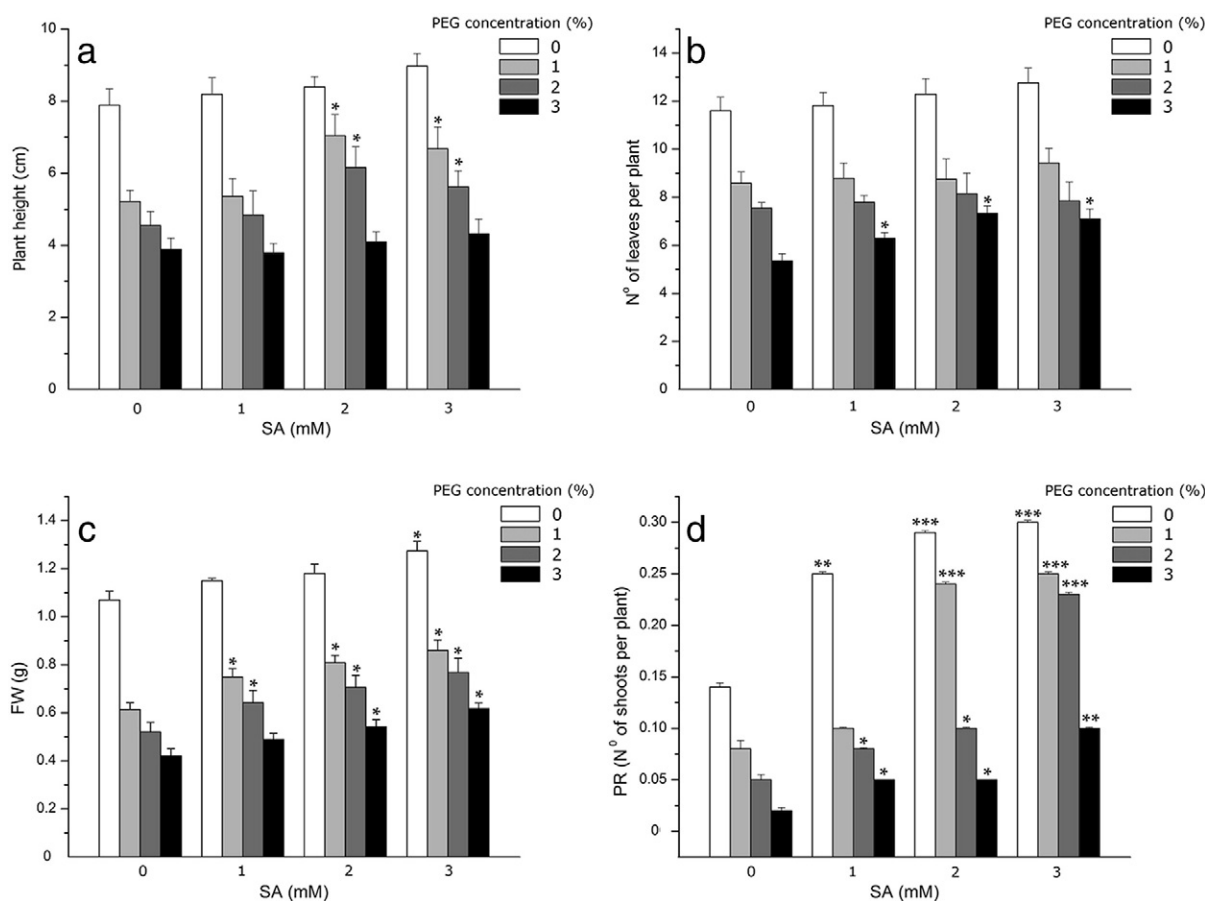 PEG concentration (%)
0
1
2
3
a
10
8
6
4
2
0
Plant height (cm)
* * * *
0 1 2 3
SA (mM)
PEG concentration (%)
0
1
2
3
b
14
12
10
8
6
4
2
0
Nº of leaves per plant
* * *
0 1 2 3
SA (mM)
PEG concentration (%)
0
1
2
3
c
1.4
1.2
1.0
0.8
0.6
0.4
0.2
0
FW (g)
* * * * * * * * *
0 1 2 3
SA (mM)
PEG concentration (%)
0
1
2
3
d
0.30
0.25
0.20
0.15
0.10
0.05
0
PR (N⁰ of shoots per plant)
** * * *** *** * * *** *** *** **
0 1 2 3
SA (mM)